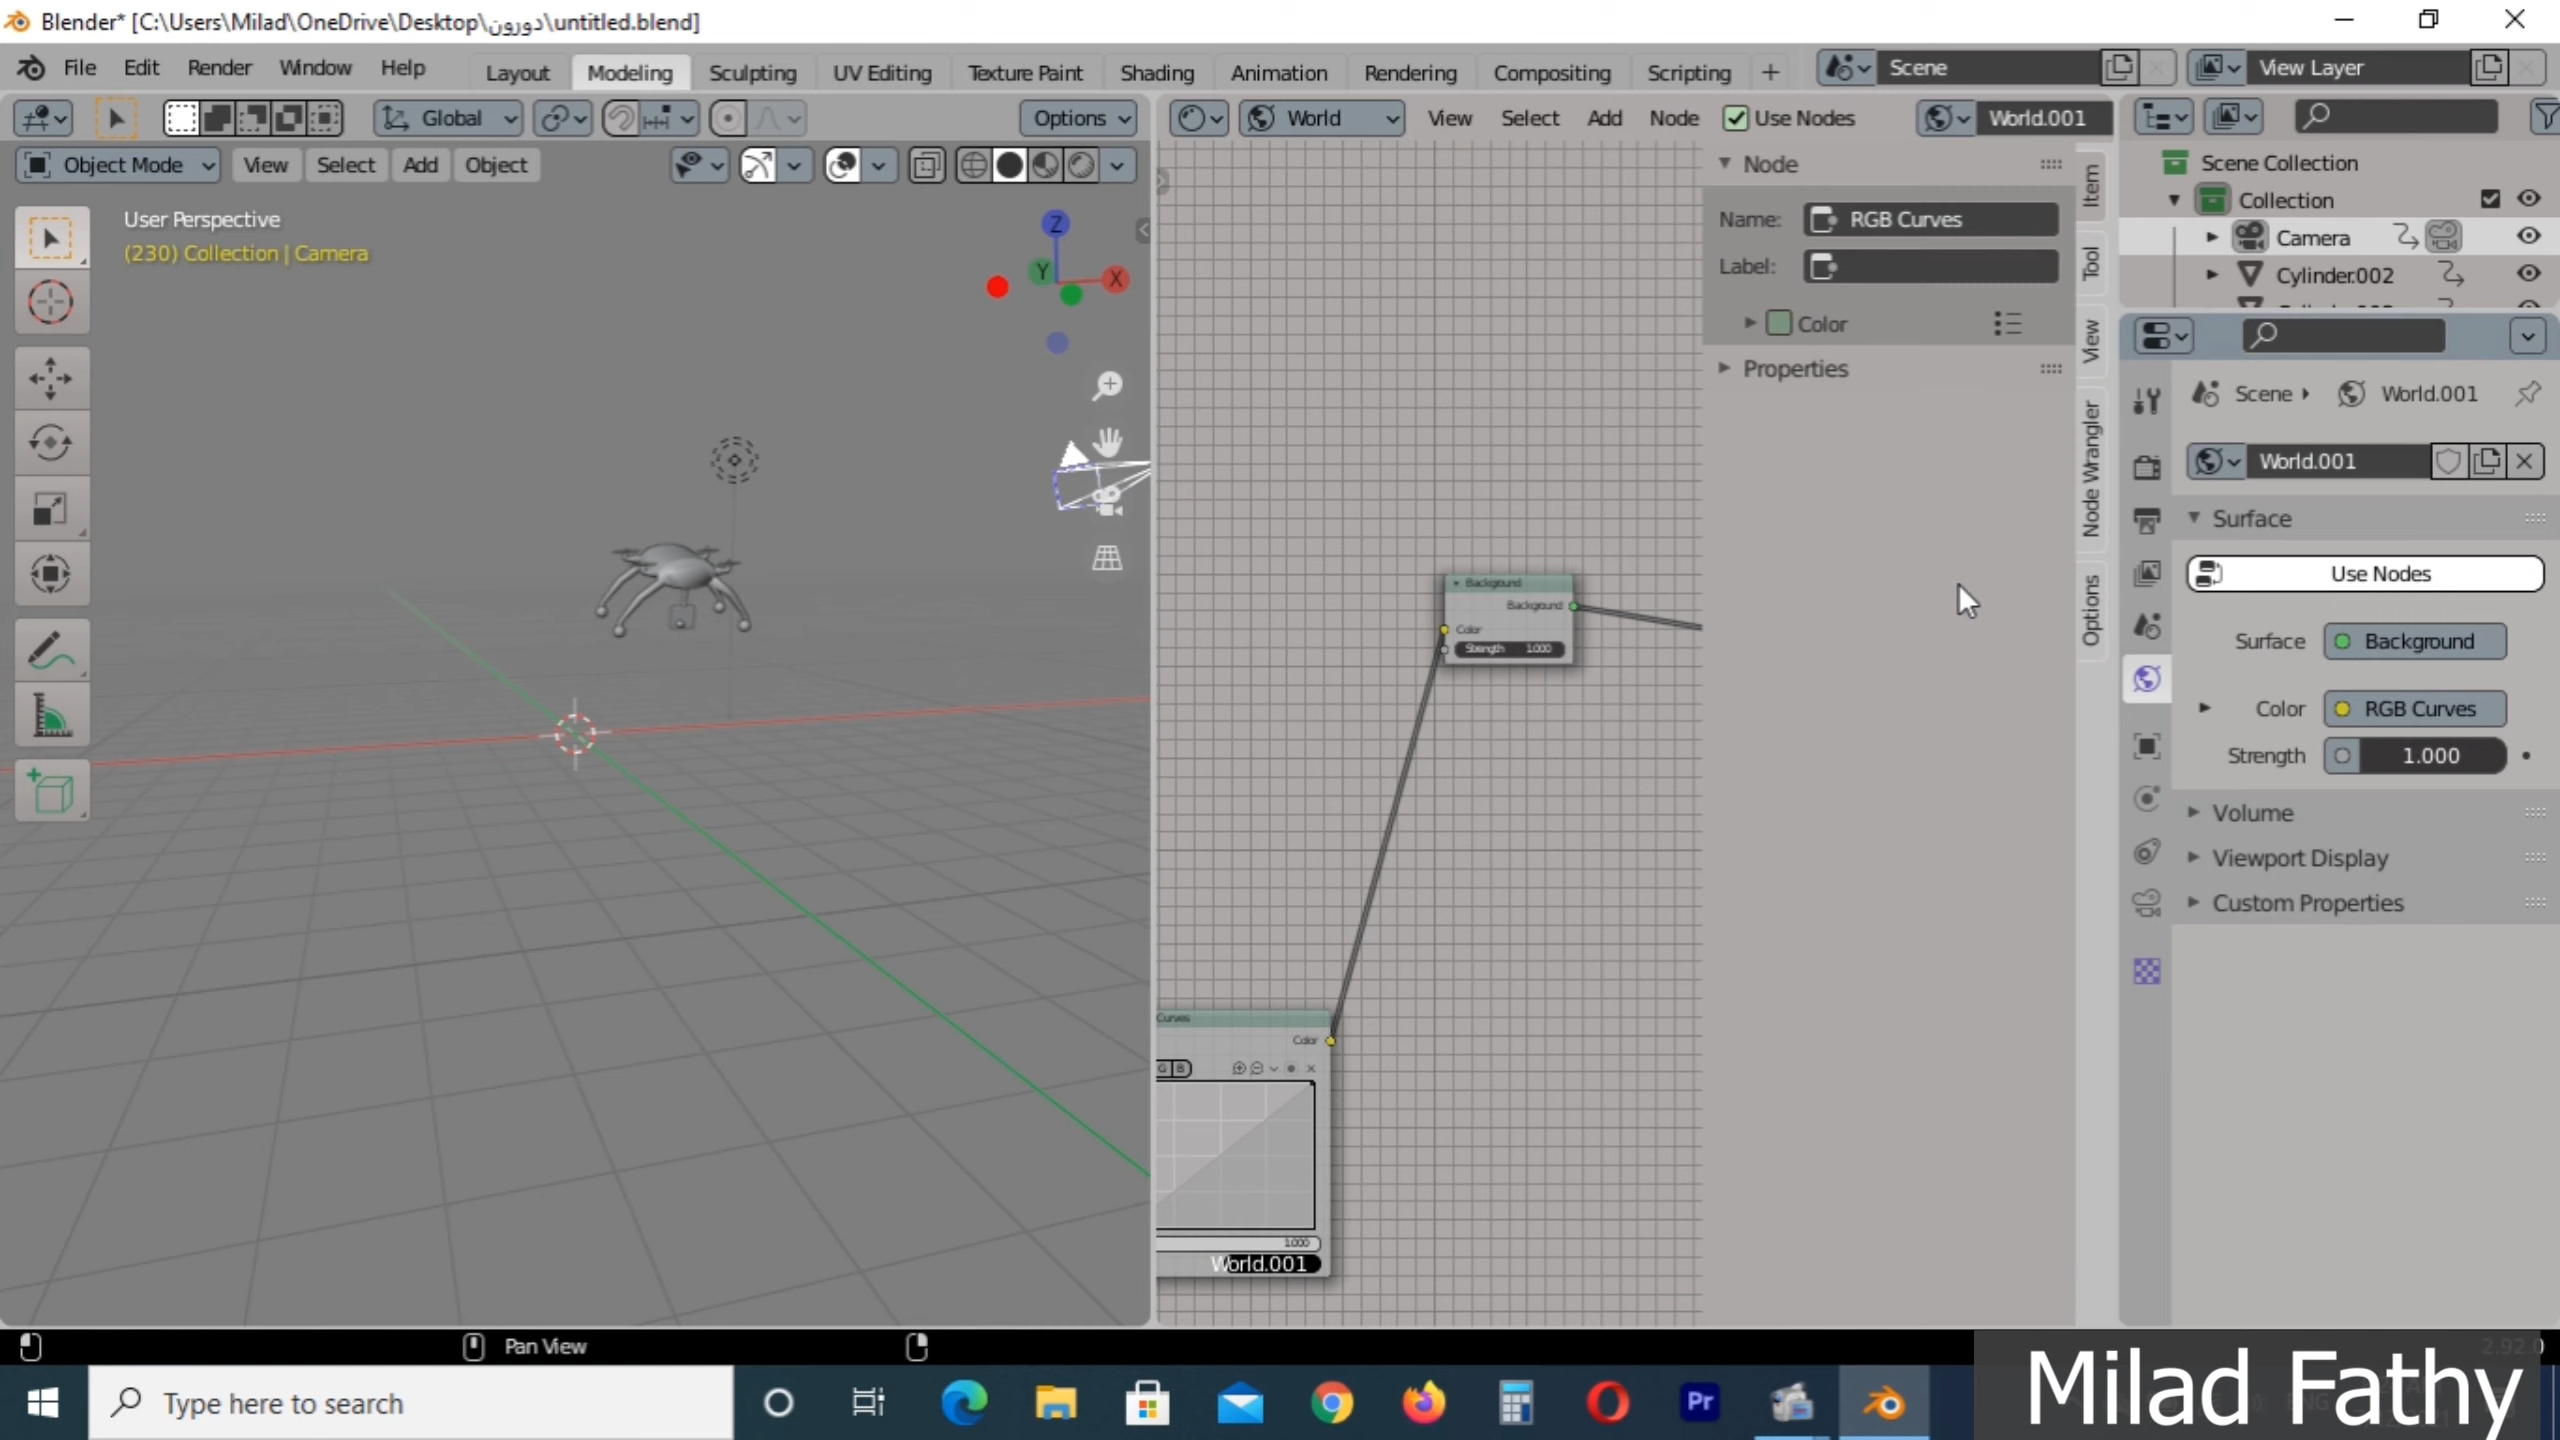 Blender* [C:\Users\Milad\OneDrive\Desktop\دورون\untitled.blend]
File Edit Render Window Help Layout Modeling Sculpting UV Editing Texture Paint Shading Animation Rendering Compositing Scripting + Scene View Layer
Global Options World View Select Add Node Use Nodes World.001
Object Mode View Select Add Object
User Perspective
(230) Collection | Camera
Z
Y
X
Node
Name: RGB Curves
Label:
Color
Properties
Item
Tool
View
Node Wrangler
Options
Background
Background
Color
Strength 1.000
Curves
Color
G B
1.000
World.001
Scene Collection
Collection
Camera
Cylinder.002
Scene World.001
World.001
Surface
Use Nodes
Surface Background
Color RGB Curves
Strength 1.000
Volume
Viewport Display
Custom Properties
Pan View
2.92.0
Type here to search
Pr
Milad Fathy